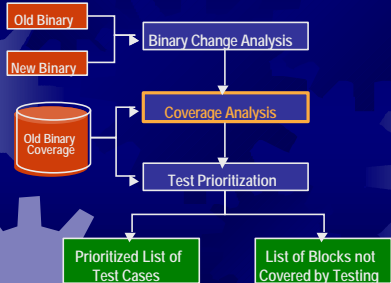 Old Binary
Binary Change Analysis
New Binary
Coverage Analysis
Old Binary
Coverage
Test Prioritization
Prioritized List of
Test Cases
List of Blocks not
Covered by Testing